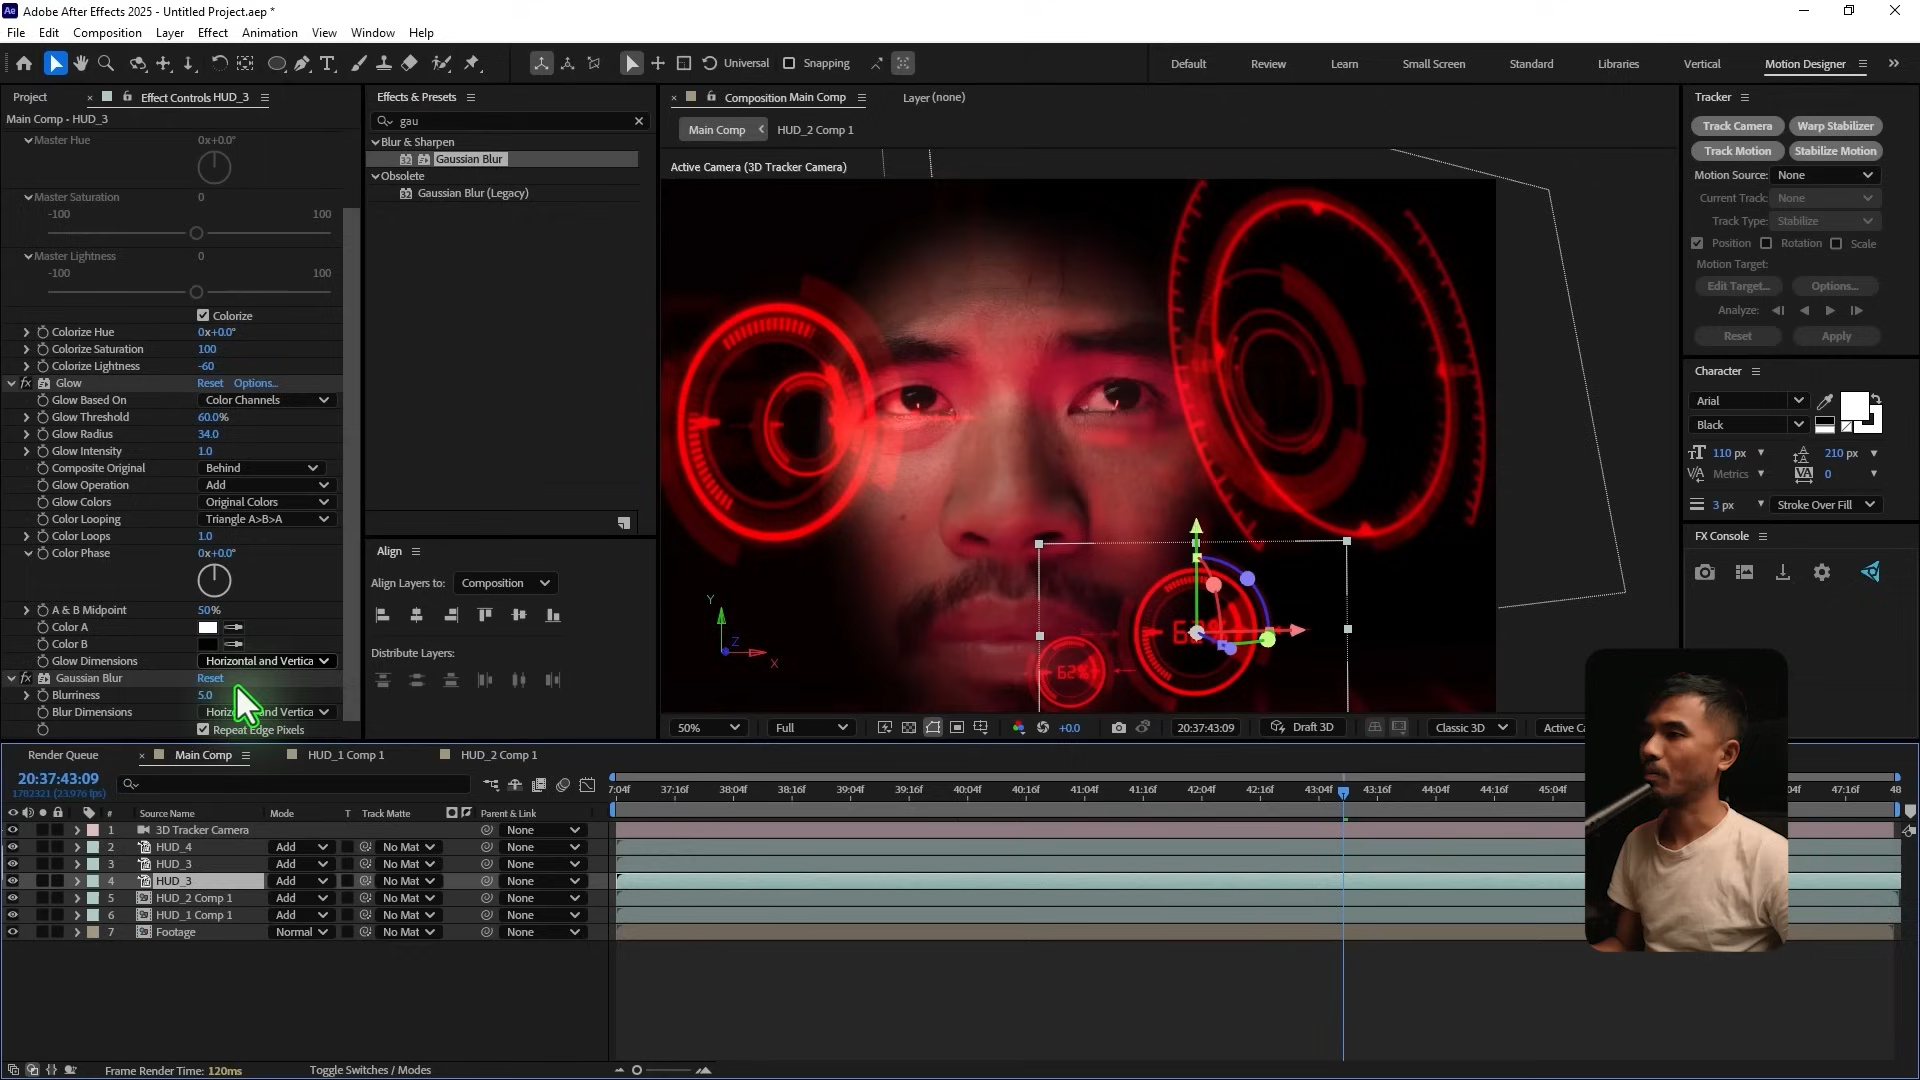 Ae Adobe After Effects 2025 - Untitled Project.aep *
File Edit Composition Layer Effect Animation View Window Help
Universal Snapping
Default Review Learn Small Screen Standard Libraries Vertical Motion Designer
Project Effect Controls HUD_3
Main Comp - HUD_3
Master Hue 0x+0.0°
Master Saturation 0
-100 100
Master Lightness 0
-100 100
Colorize
Colorize Hue 0x+0.0°
Colorize Saturation 100
Colorize Lightness -60
fx Glow Reset Options...
Glow Based On Color Channels
Glow Threshold 60.0%
Glow Radius 34.0
Glow Intensity 1.0
Composite Original Behind
Glow Operation Add
Glow Colors Original Colors
Color Looping Triangle A>B>A
Color Loops 1.0
Color Phase 0x+0.0°
A & B Midpoint 50%
Color A
Color B
Glow Dimensions Horizontal and Vertica
fx Gaussian Blur Reset
Blurriness 5.0
Blur Dimensions and Vertica
Repeat Edge Pixels
Effects & Presets
gau
Blur & Sharpen
32 Gaussian Blur
Obsolete
32 Gaussian Blur (Legacy)
Align
Align Layers to: Composition
Distribute Layers:
Composition Main Comp Layer (none)
Main Comp HUD_2 Comp 1
Active Camera (3D Tracker Camera)
62%
Y
Z
X
50% Full +0.0 20:37:43:09 Draft 3D Classic 3D
Tracker
Track Camera Warp Stabilizer
Track Motion Stabilize Motion
Motion Source: None
Current Track: None
Track Type: Stabilize
Position Rotation Scale
Motion Target:
Edit Target... Options...
Analyze:
Reset Apply
Character
Arial
Black
110 px 210 px
Metrics 0
3 px Stroke Over Fill
FX Console
Render Queue Main Comp HUD_1 Comp 1 HUD_2 Comp 1
20:37:43:09
1782321 (23.976 fps)
7:04f 37:16f 38:04f 38:16f 39:04f 39:16f 40:04f 40:16f 41:04f 41:16f 42:04f 42:16f 43:04f 43:16f 44:04f 44:16f 45:04f 47:16f 48
# Source Name Mode T Track Matte Parent & Link
1 3D Tracker Camera None
2 HUD_4 Add No Mat None
3 HUD_3 Add No Mat None
4 HUD_3 Add No Mat None
5 HUD_2 Comp 1 Add No Mat None
6 HUD_1 Comp 1 Add No Mat None
7 Footage Normal No Mat None
Frame Render Time: 120ms Toggle Switches / Modes